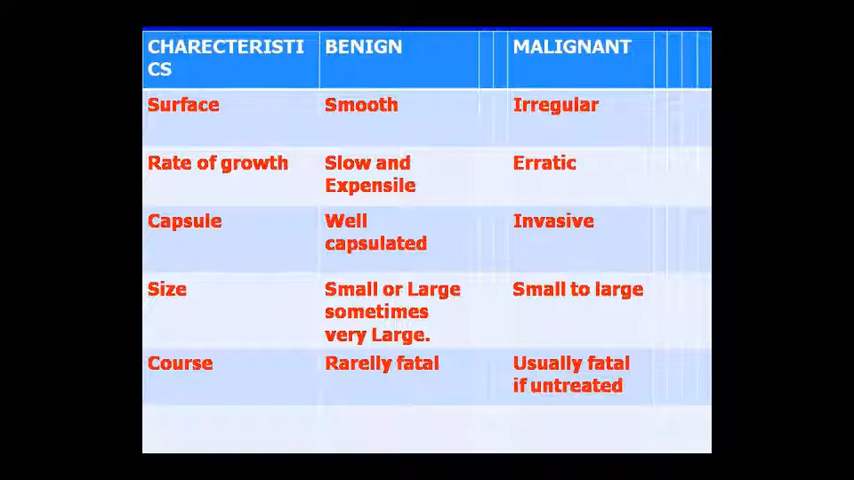 CHARECTERISTI BENIGN MALIGNANT
CS
Surface Smooth Irregular
Rate of growth Slow and Erratic
Expensile
Capsule Well Invasive
capsulated
Size Small or Large Small to large
sometimes
very Large.
Course Rarelly fatal Usually fatal
if untreated